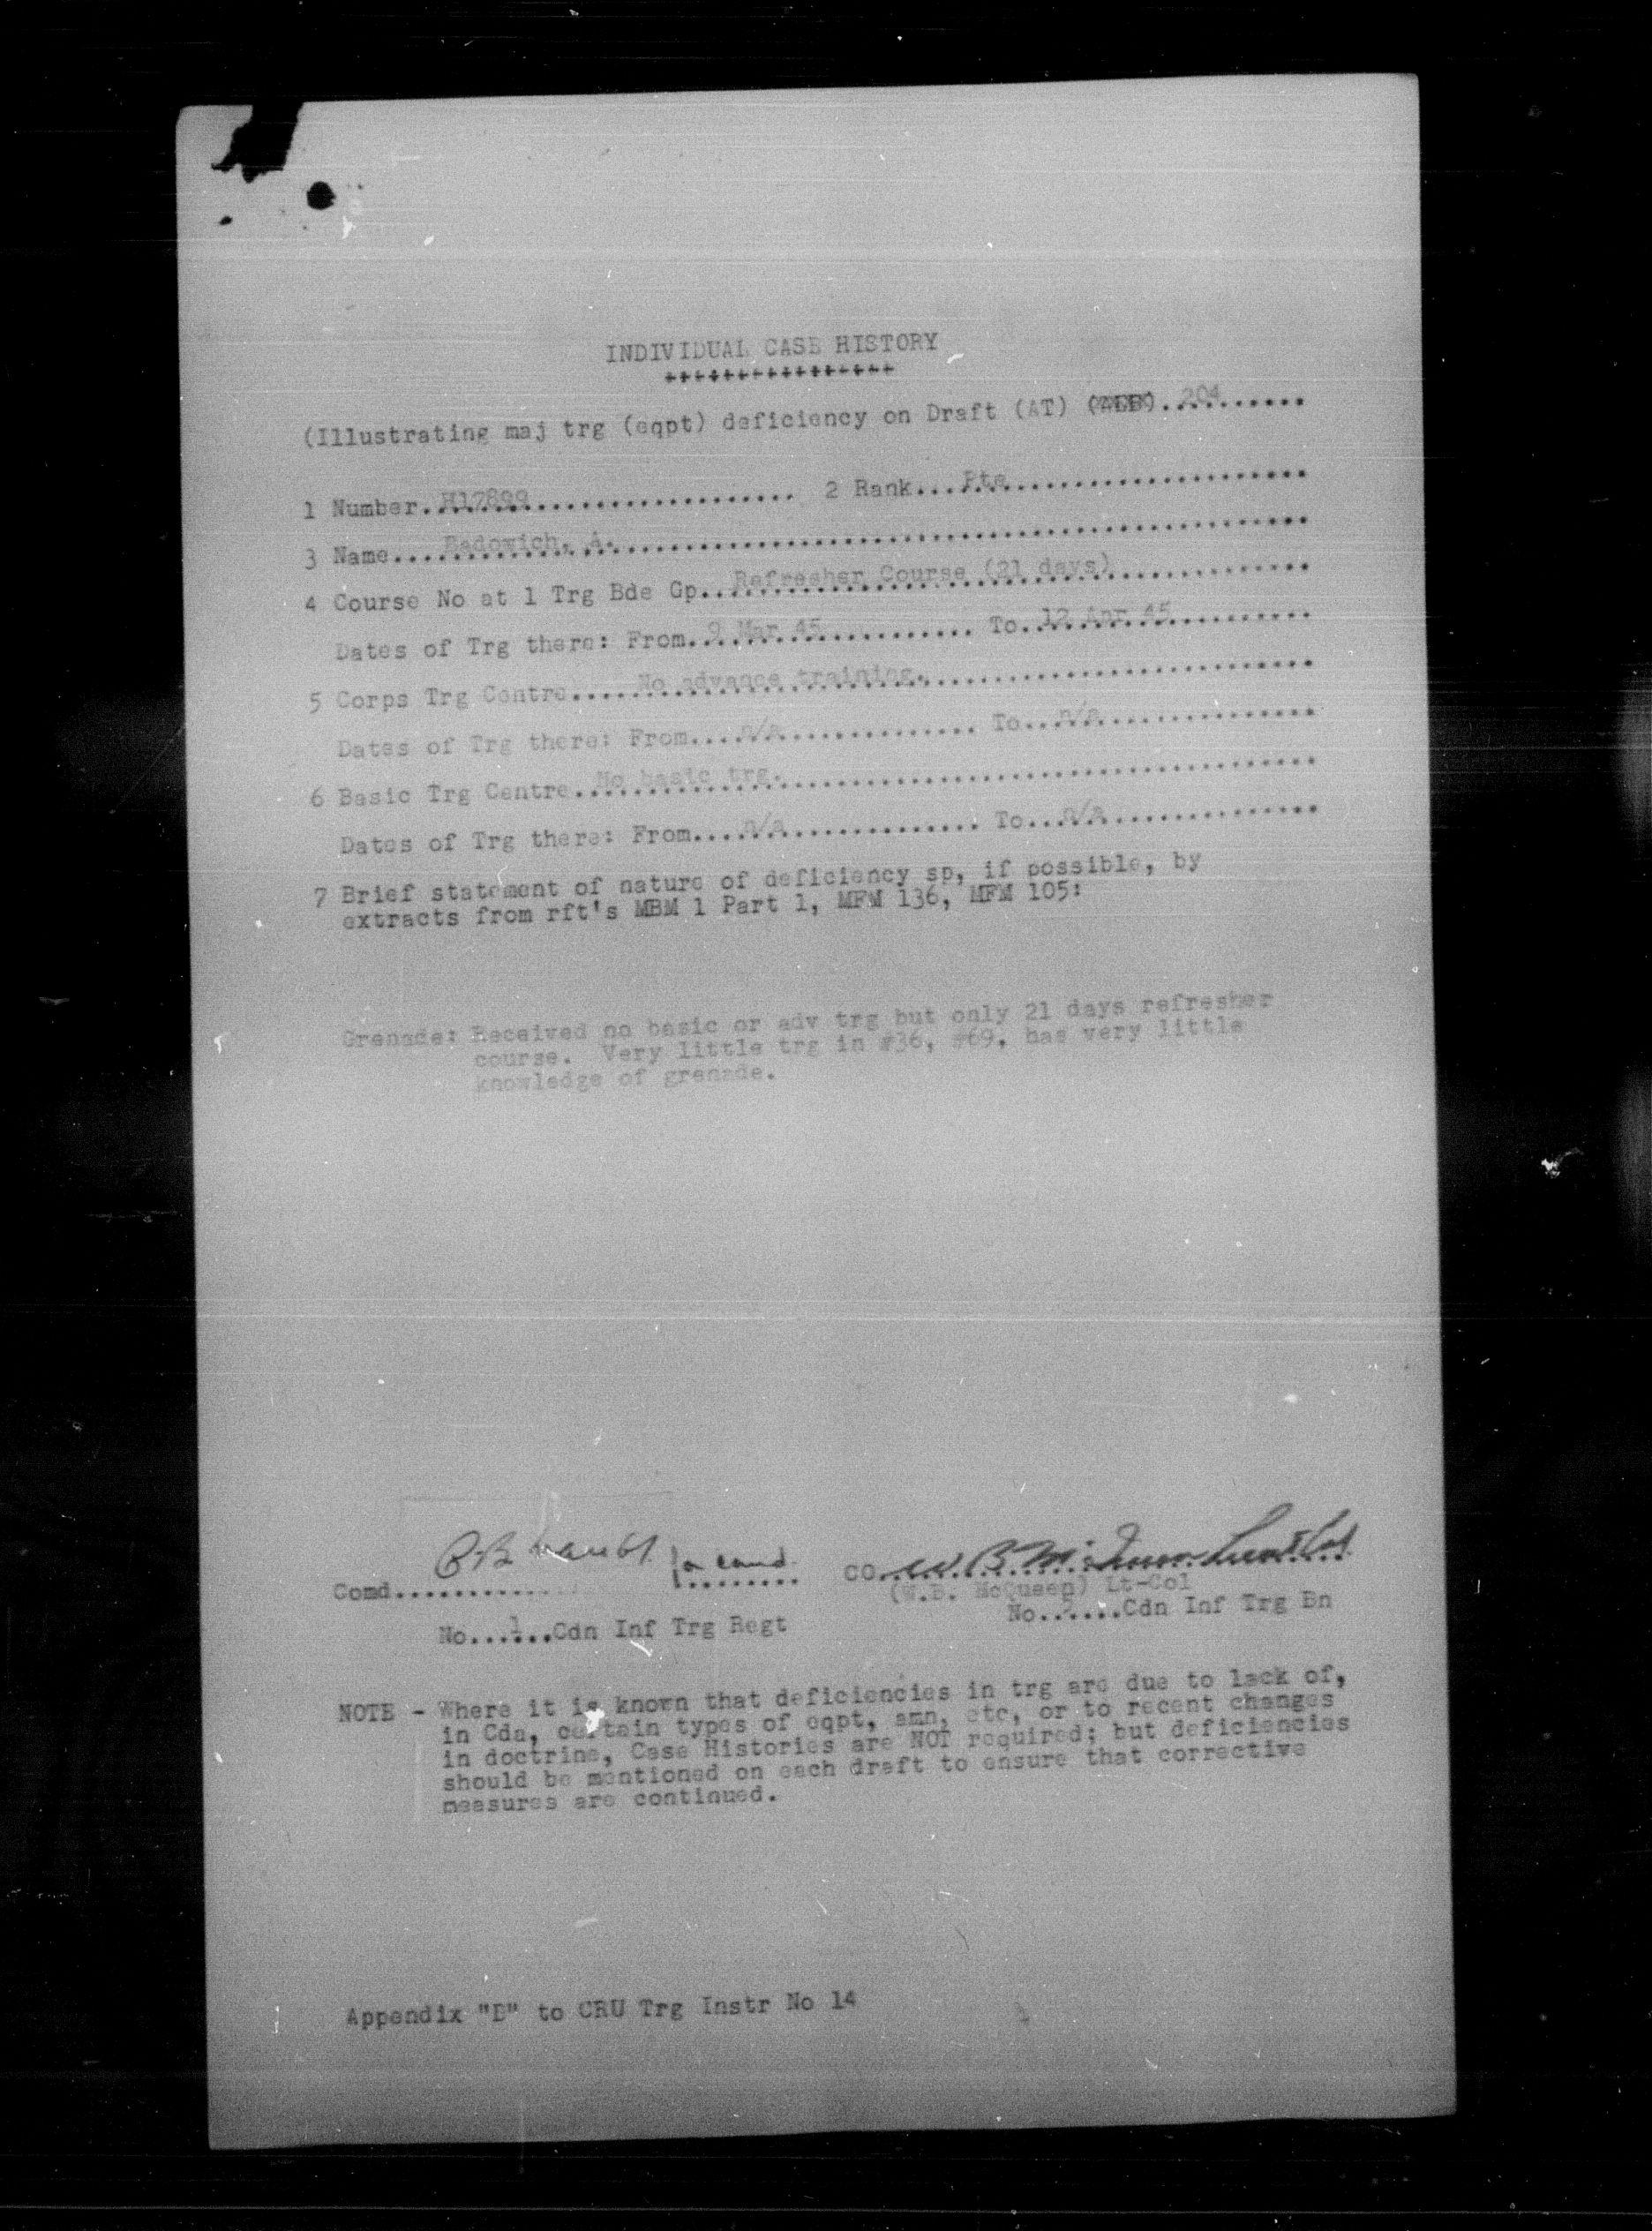 INDIVIDUAL CASE HISTORY
++++++++++++++++
(Illustrating maj trg (eqpt) deficiency on Draft (AT) 204..........
1 Number. H17899 .................... 2 Rank... Pte .....................
3 Name.... A. ....................
4 Course No at 1 Trg Bde Gp.. Refresher Course (21 days) ..........
Dates of Trg there: From. 9 Mar 45 .......... To. 12 Apr 45 ..........
5 Corps Trg Centre.... No advance training. ....................
Dates of Trg there: From... n/a ............... To... n/a ...............
6 Basic Trg Centre. No basic trg. ..............................
Dates of Trg there: From... n/a ............... To... n/a ...............
7 Brief statement of nature of deficiency sp, if possible, by
extracts from rft's MBM 1 Part 1, MFM 136, MFM 105:
Grenade: Received no basic or adv trg but only 21 days refresher
course. Very little trg in #36, #69, has very little
knowledge of grenade.
Comd..........
CO..........
(W.B. McQueen) Lt-Col
No...1...Cdn Inf Trg Regt
No.......Cdn Inf Trg Bn
NOTE - Where it is known that deficiencies in trg are due to lack of,
in Cda, certain types of eqpt, amn, etc, or to recent changes
in doctrine, Case Histories are NOT required; but deficiencies
should be mentioned on each draft to ensure that corrective
measures are continued.
Appendix "D" to CRU Trg Instr No 14